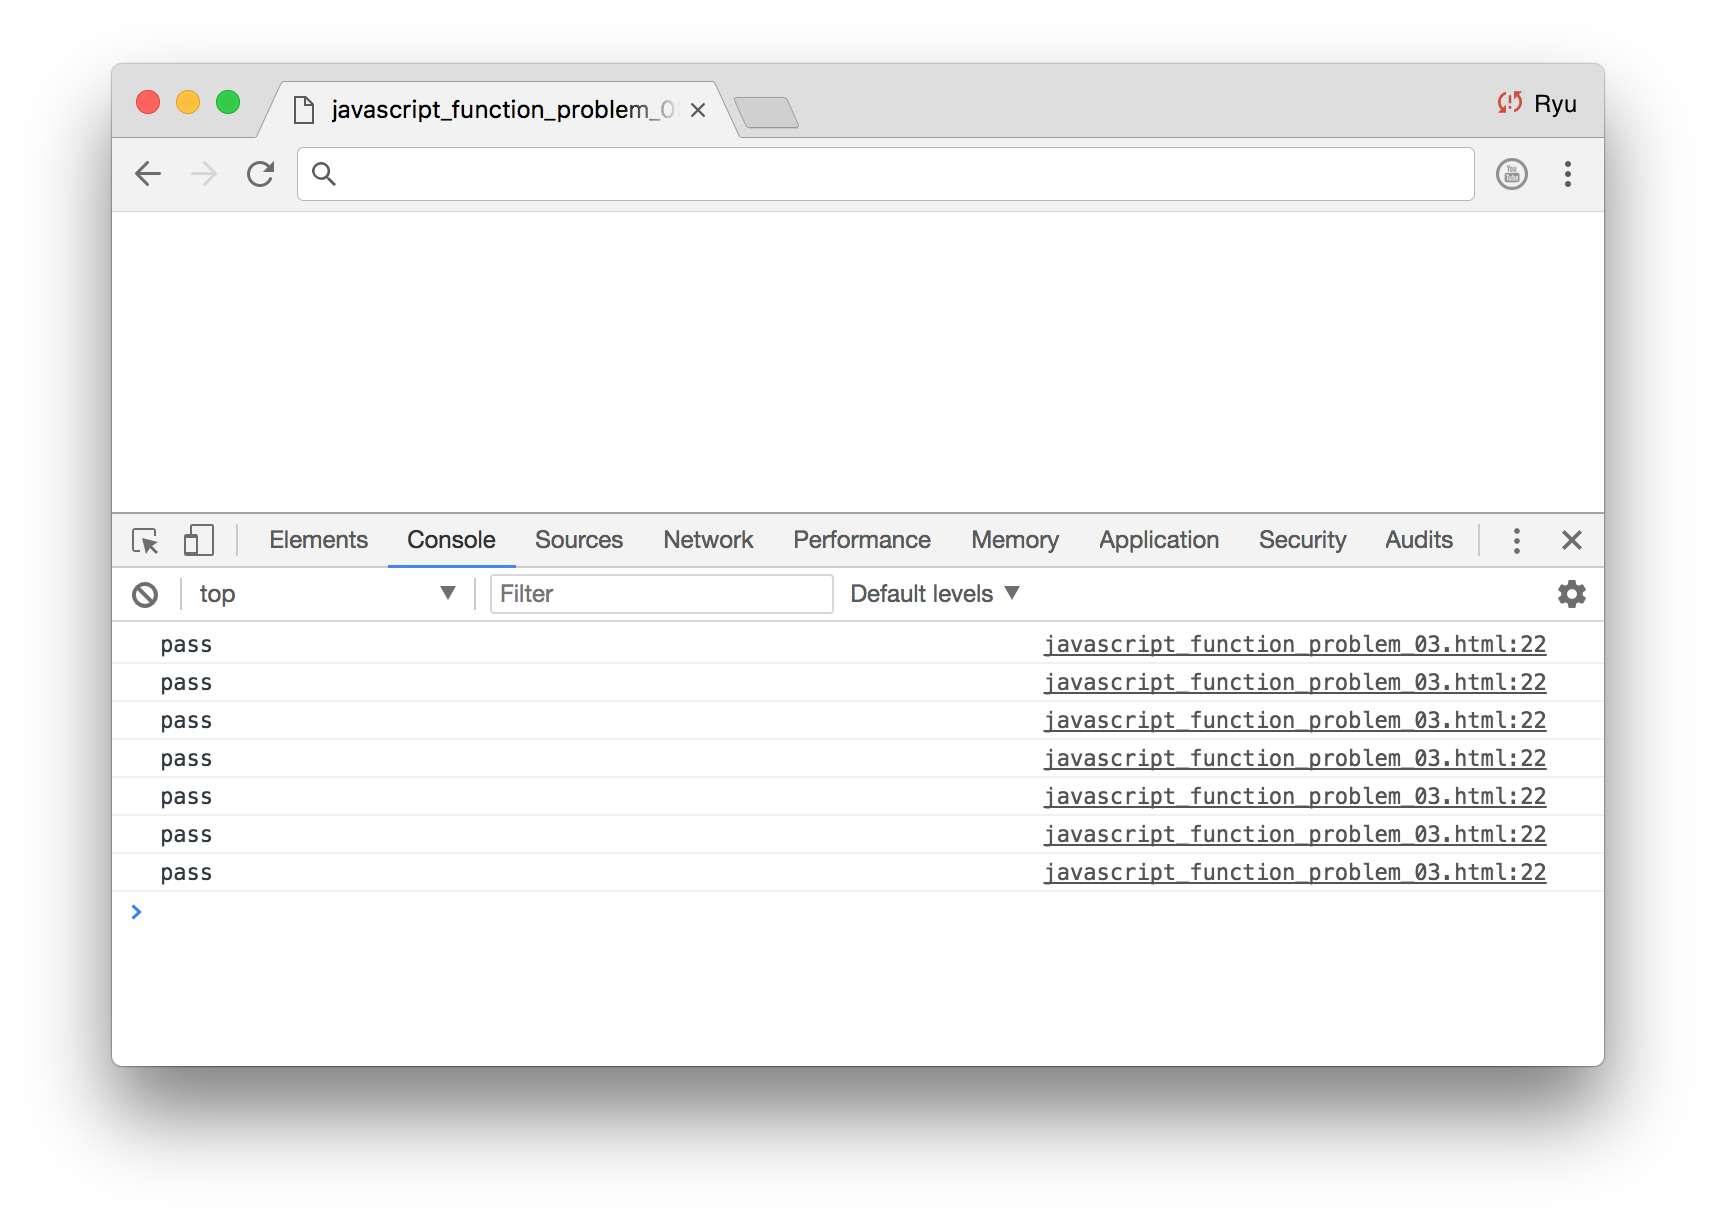 javascript_function_problem_0
Ryu
You
Tube
Elements Console Sources Network Performance Memory Application Security Audits
top Filter Default levels
pass javascript_function_problem_03.html:22
pass javascript_function_problem_03.html:22
pass javascript_function_problem_03.html:22
pass javascript_function_problem_03.html:22
pass javascript_function_problem_03.html:22
pass javascript_function_problem_03.html:22
pass javascript_function_problem_03.html:22